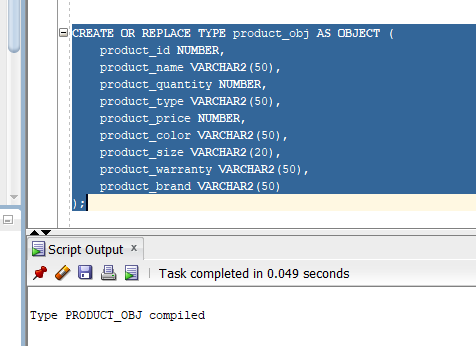 CREATE OR REPLACE TYPE product_obj AS OBJECT (
    product_id NUMBER,
    product_name VARCHAR2(50),
    product_quantity NUMBER,
    product_type VARCHAR2(50),
    product_price NUMBER,
    product_color VARCHAR2(50),
    product_size VARCHAR2(20),
    product_warranty VARCHAR2(50),
    product_brand VARCHAR2(50)
);
Script Output x
Task completed in 0.049 seconds
Type PRODUCT_OBJ compiled